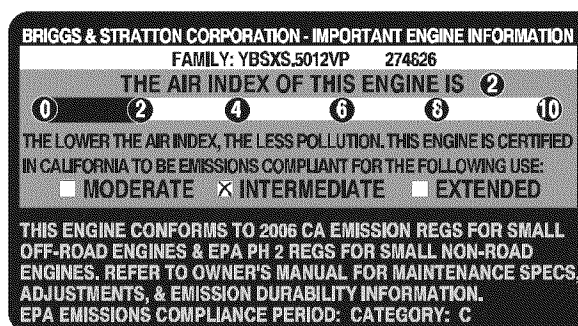 BRIGGS & STRATTON CORPORATION - IMPORTANT ENGINE INFORMATION
FAMILY: YBSXS.5012VP 274626
THE AIR INDEX OF THIS ENGINE IS 2
0 2 4 6 8 10
THE LOWER THE AIR INDEX, THE LESS POLLUTION. THIS ENGINE IS CERTIFIED
IN CALIFORNIA TO BE EMISSIONS COMPLIANT FOR THE FOLLOWING USE:
MODERATE INTERMEDIATE EXTENDED
THIS ENGINE CONFORMS TO 2006 CA EMISSION REGS FOR SMALL
OFF-ROAD ENGINES & EPA PH 2 REGS FOR SMALL NON-ROAD
ENGINES. REFER TO OWNER'S MANUAL FOR MAINTENANCE SPECS,
ADJUSTMENTS, & EMISSION DURABILITY INFORMATION.
EPA EMISSIONS COMPLIANCE PERIOD: CATEGORY: C